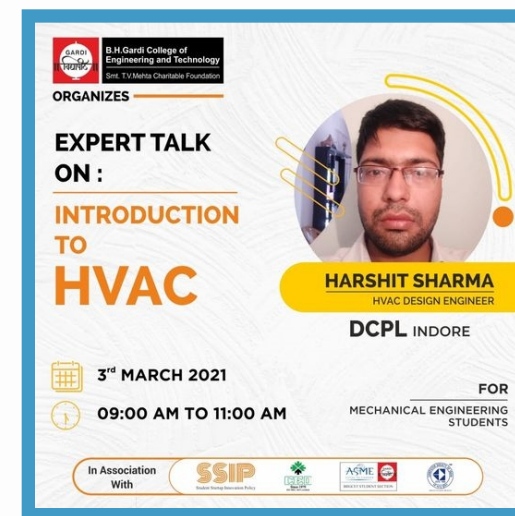 GARDI
विद्यापीठ
B.H.Gardi College of
Engineering and Technology
Smt. T.V.Mehta Charitable Foundation
ORGANIZES
EXPERT TALK
ON :
INTRODUCTION
TO
HVAC
HARSHIT SHARMA
HVAC DESIGN ENGINEER
DCPL INDORE
3rd MARCH 2021
09:00 AM TO 11:00 AM
FOR
MECHANICAL ENGINEERING
STUDENTS
In Association
With
SSIP
Student Startup Innovation Policy
ASME